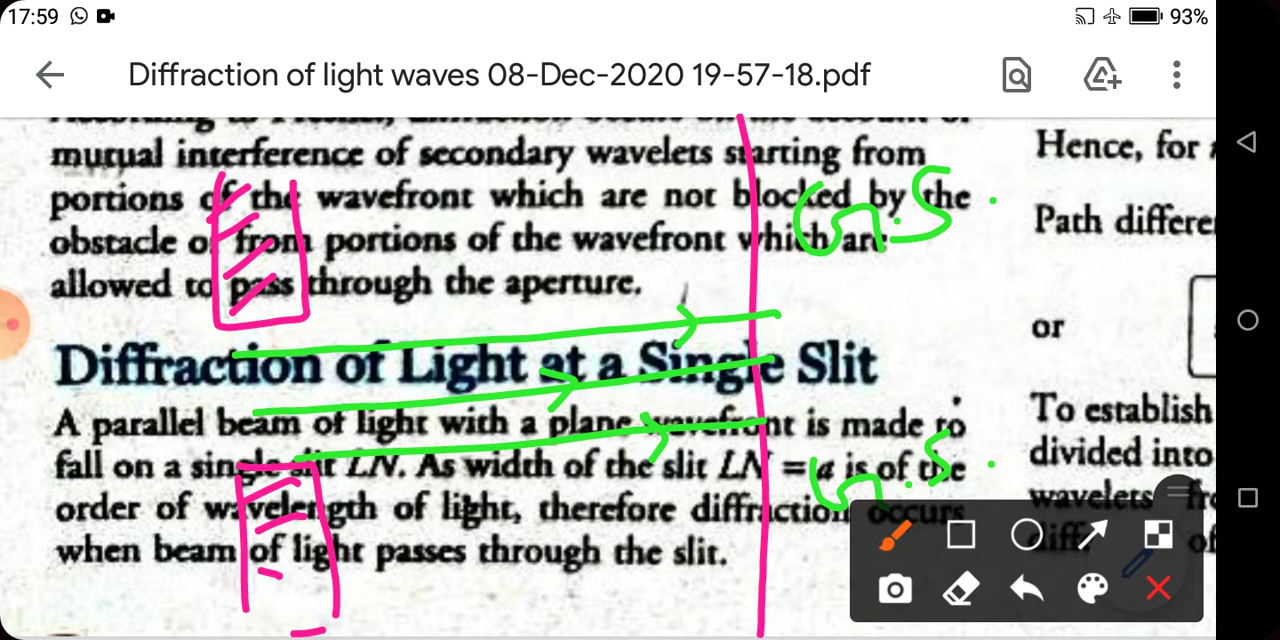 17:59
93%
Diffraction of light waves 08-Dec-2020 19-57-18.pdf
mutual interference of secondary wavelets starting from
portions of the wavefront which are not blocked by the
obstacle or from portions of the wavefront which are
allowed to pass through the aperture.
G.S.
Diffraction of Light at a Single Slit
A parallel beam of light with a plane wavefront is made to
fall on a single slit LN. As width of the slit LN = a is of the
order of wavelength of light, therefore diffraction occurs
when beam of light passes through the slit.
G.S.
Hence, for
Path differe
or
To establish
divided into
wavelets fr
diff of